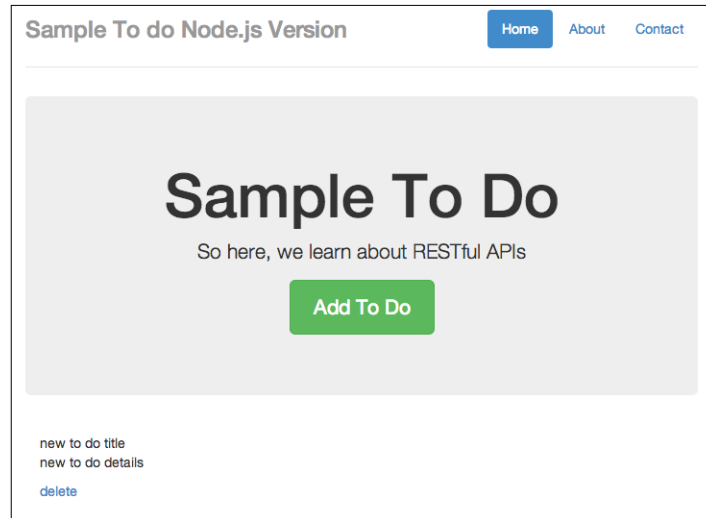 Sample To do Node.js Version
Home About Contact
Sample To Do
So here, we learn about RESTful APIs
Add To Do
new to do title
new to do details
delete